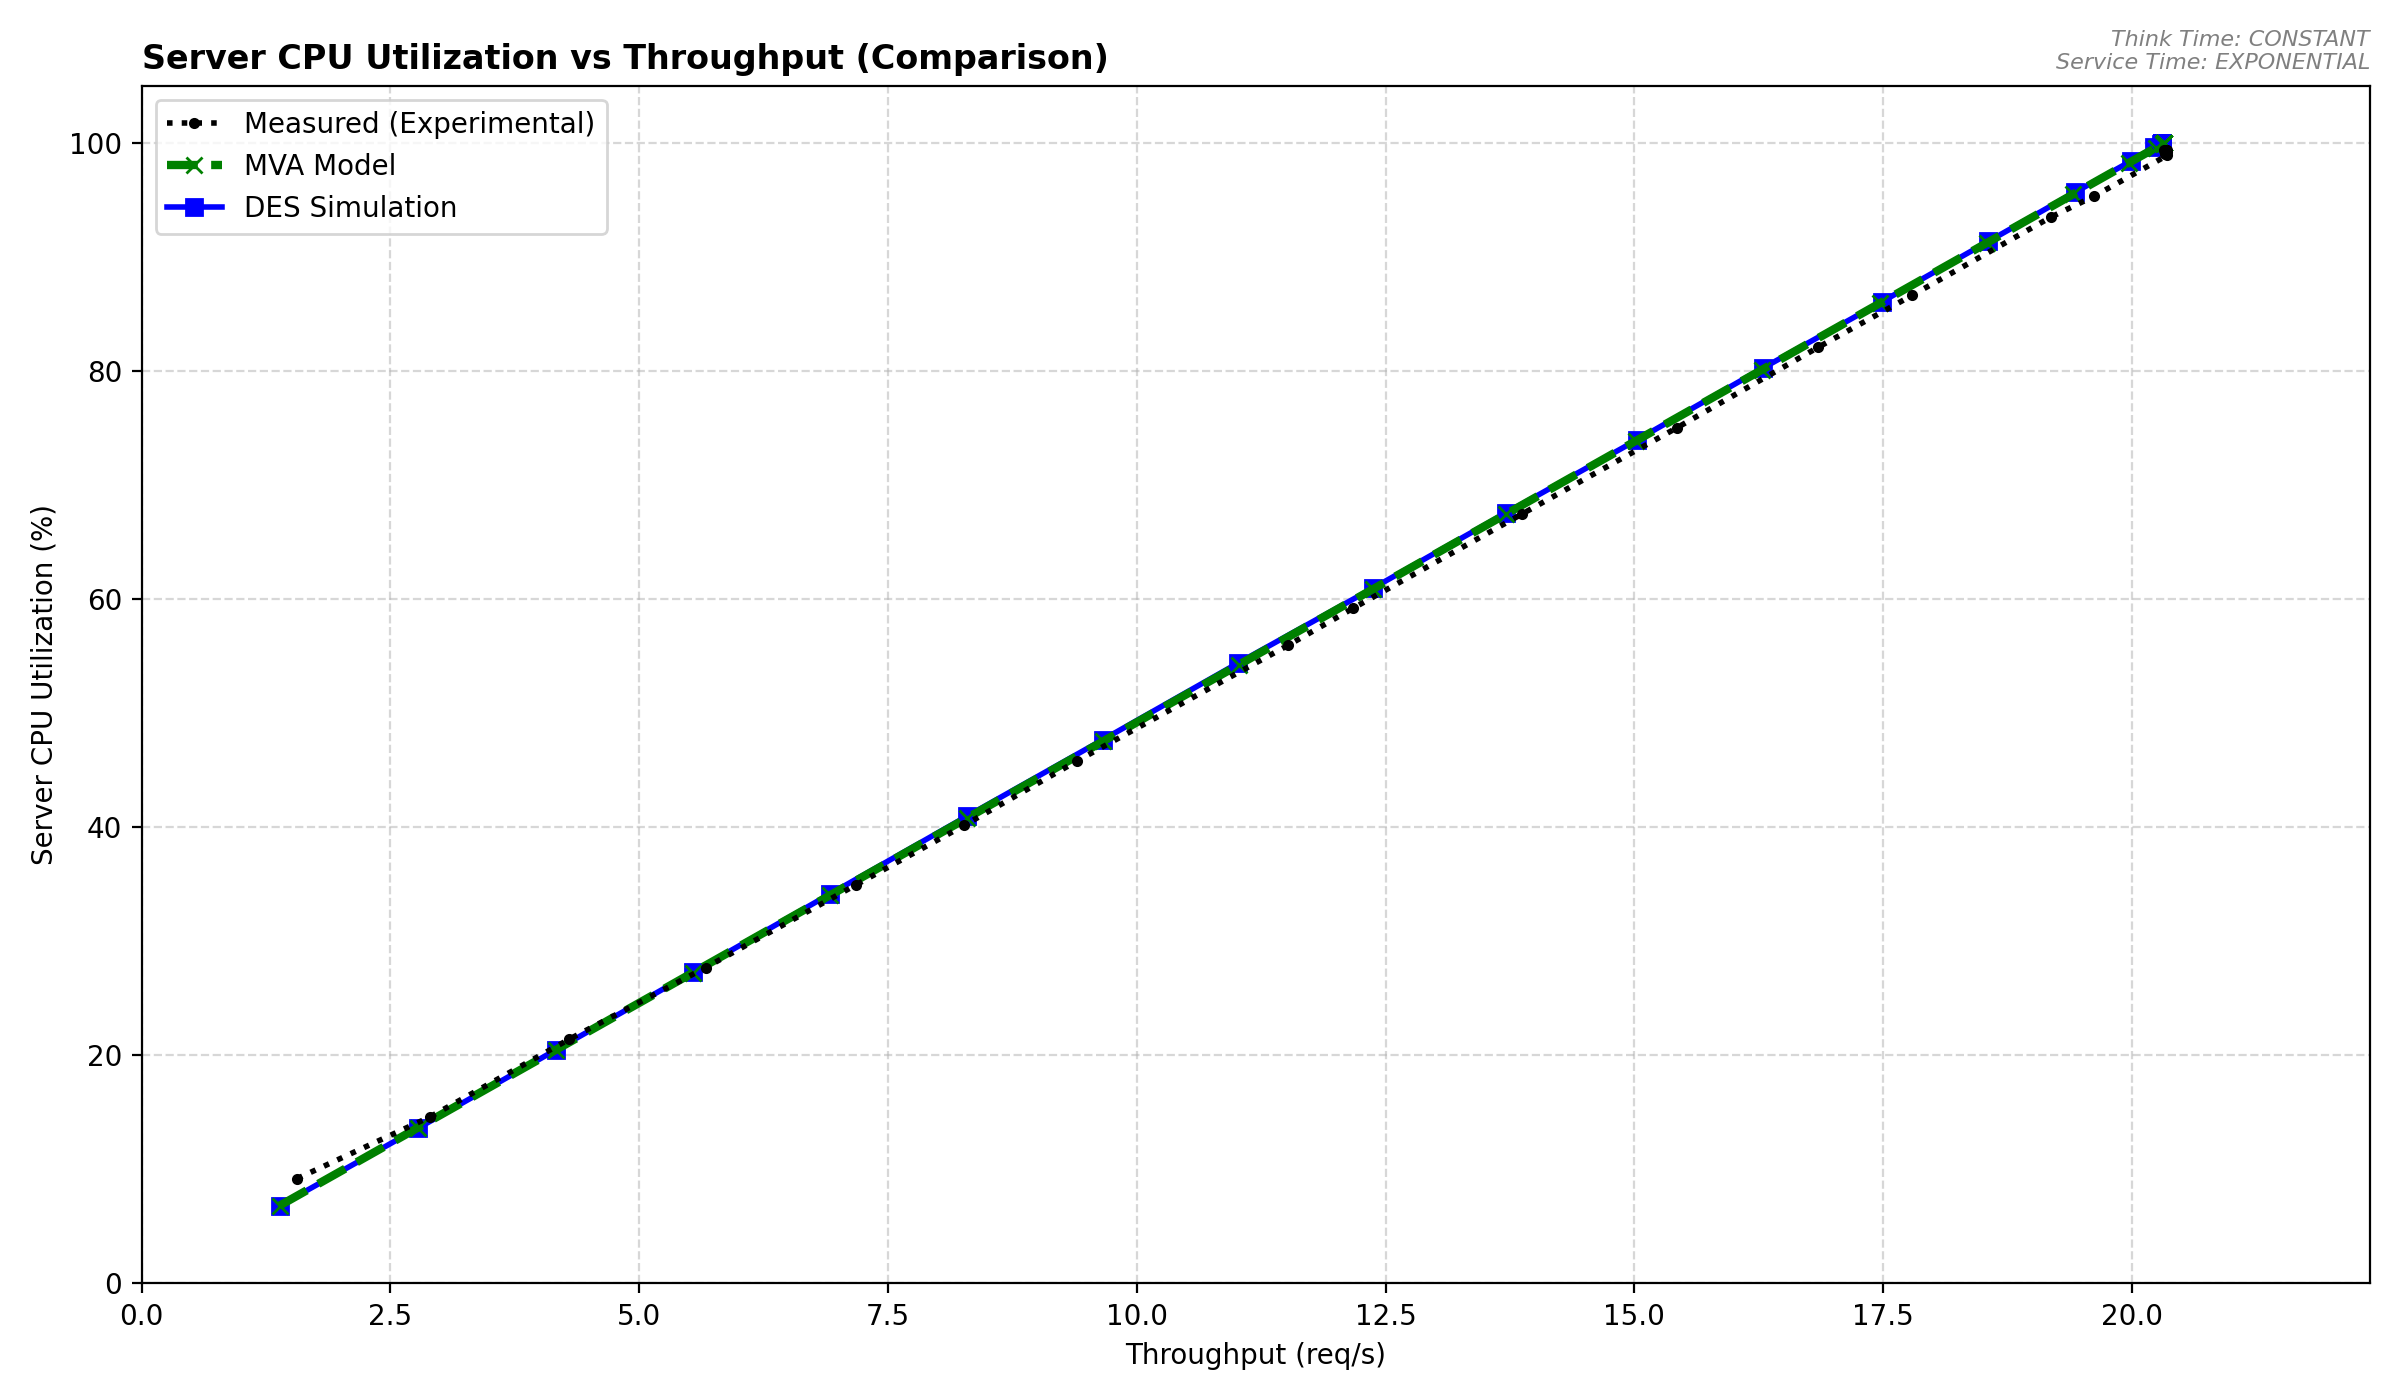 Think Time: CONSTANT
Server CPU Utilization vs Throughput (Comparison)
Service Time: EXPONENTIAL
Measured (Experimental)
MVA Model
DES Simulation
100
80
60
40
20
0
Server CPU Utilization (%)
0.0 2.5 5.0 7.5 10.0 12.5 15.0 17.5 20.0
Throughput (req/s)